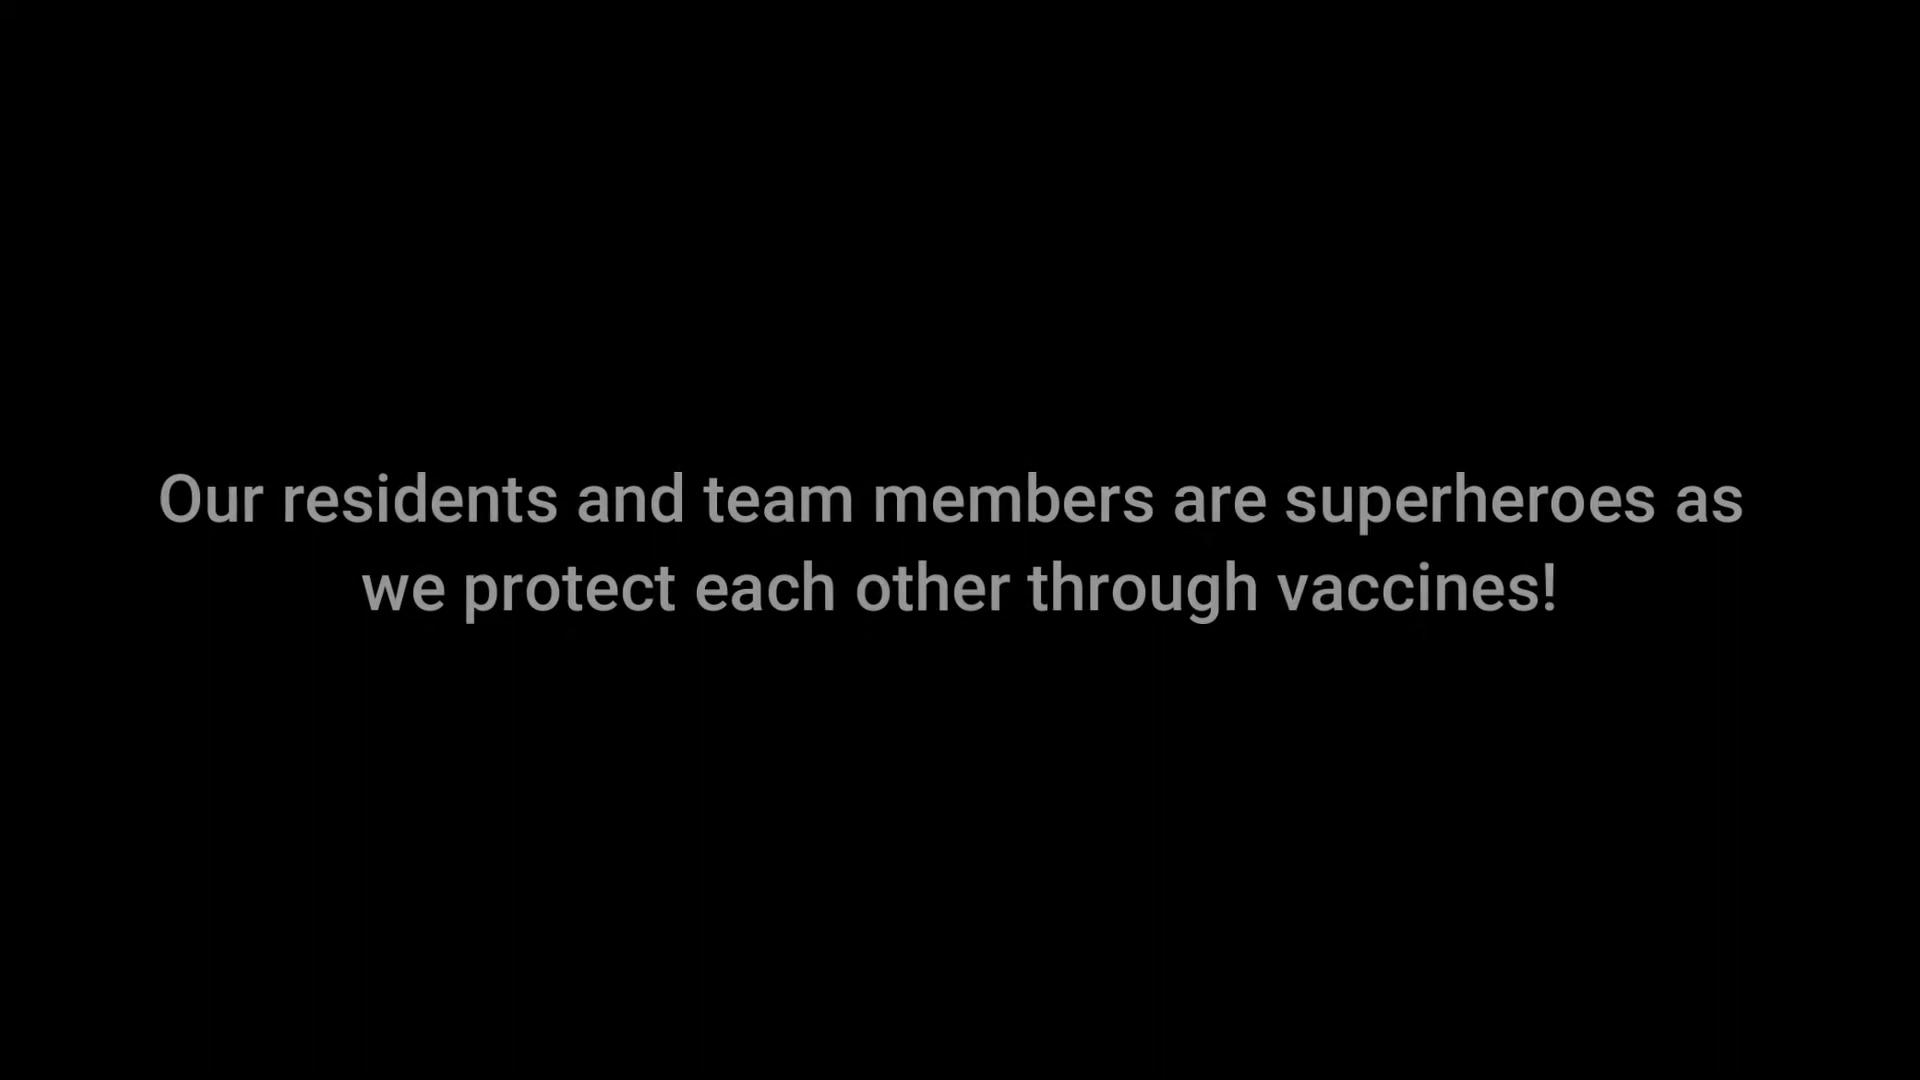 Our residents and team members are superheroes as
we protect each other through vaccines!